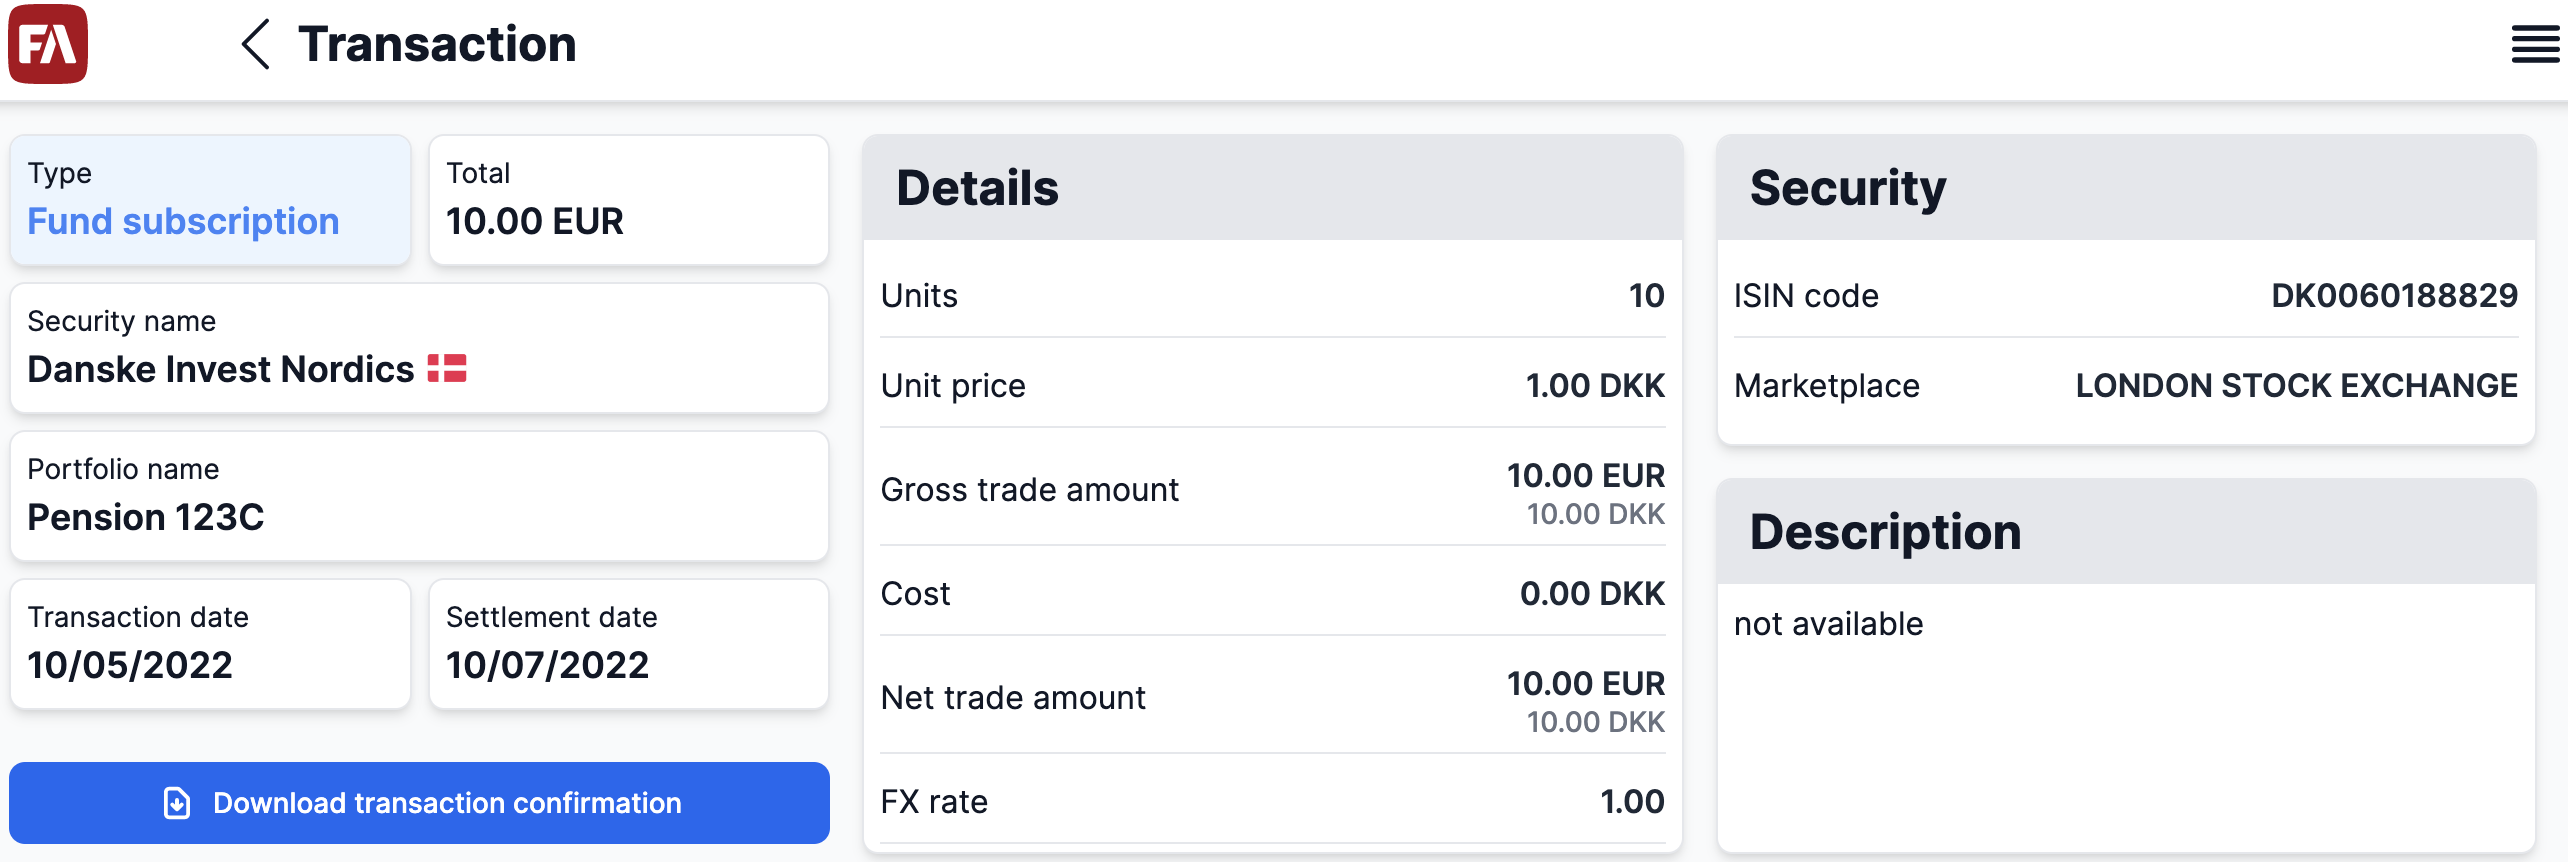 FA
Transaction
Type
Fund subscription
Total
10.00 EUR
Security name
Danske Invest Nordics
Portfolio name
Pension 123C
Transaction date
10/05/2022
Settlement date
10/07/2022
Download transaction confirmation
Details
Units 10
Unit price 1.00 DKK
Gross trade amount 10.00 EUR
10.00 DKK
Cost 0.00 DKK
Net trade amount 10.00 EUR
10.00 DKK
FX rate 1.00
Security
ISIN code DK0060188829
Marketplace LONDON STOCK EXCHANGE
Description
not available